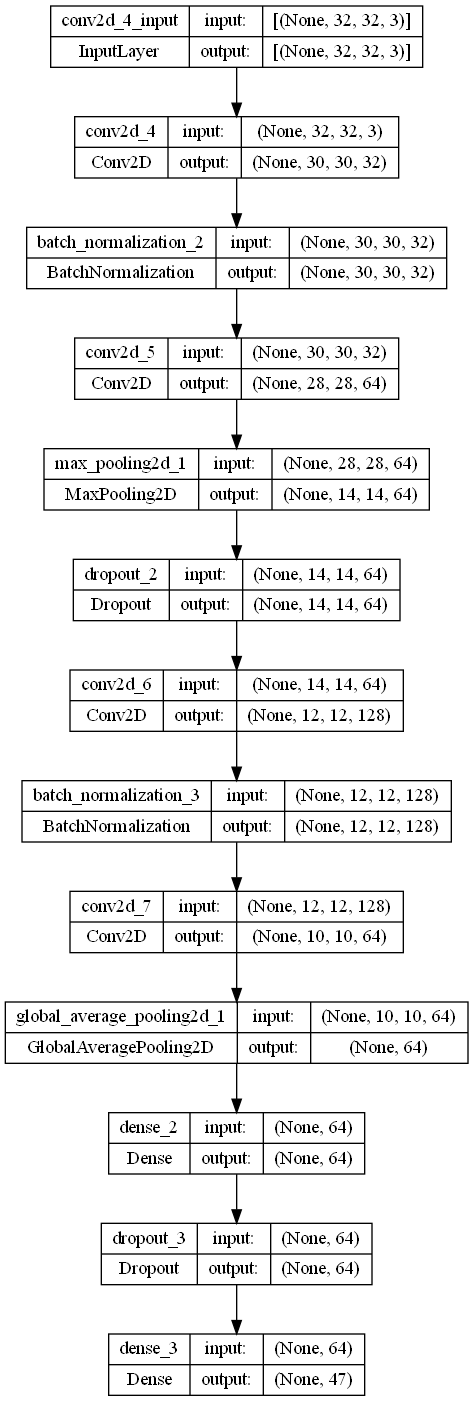 conv2d_4_input input: [(None, 32, 32, 3)]
InputLayer output: [(None, 32, 32, 3)]
conv2d_4 input: (None, 32, 32, 3)
Conv2D output: (None, 30, 30, 32)
batch_normalization_2 input: (None, 30, 30, 32)
BatchNormalization output: (None, 30, 30, 32)
conv2d_5 input: (None, 30, 30, 32)
Conv2D output: (None, 28, 28, 64)
max_pooling2d_1 input: (None, 28, 28, 64)
MaxPooling2D output: (None, 14, 14, 64)
dropout_2 input: (None, 14, 14, 64)
Dropout output: (None, 14, 14, 64)
conv2d_6 input: (None, 14, 14, 64)
Conv2D output: (None, 12, 12, 128)
batch_normalization_3 input: (None, 12, 12, 128)
BatchNormalization output: (None, 12, 12, 128)
conv2d_7 input: (None, 12, 12, 128)
Conv2D output: (None, 10, 10, 64)
global_average_pooling2d_1 input: (None, 10, 10, 64)
GlobalAveragePooling2D output: (None, 64)
dense_2 input: (None, 64)
Dense output: (None, 64)
dropout_3 input: (None, 64)
Dropout output: (None, 64)
dense_3 input: (None, 64)
Dense output: (None, 47)